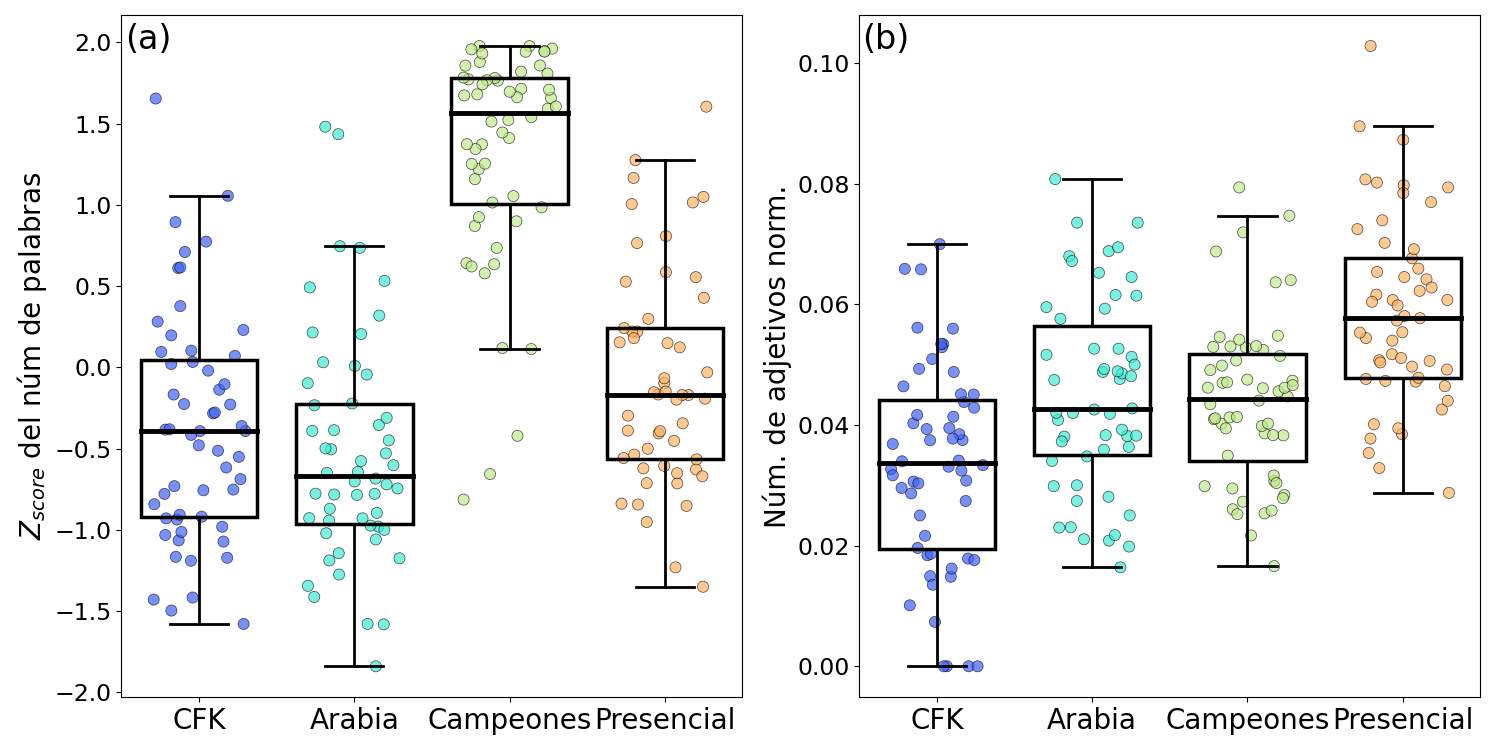 (a)
Z_score del núm de palabras
2.0
1.5
1.0
0.5
0.0
−0.5
−1.0
−1.5
−2.0
CFK Arabia Campeones Presencial
(b)
Núm. de adjetivos norm.
0.10
0.08
0.06
0.04
0.02
0.00
CFK Arabia Campeones Presencial